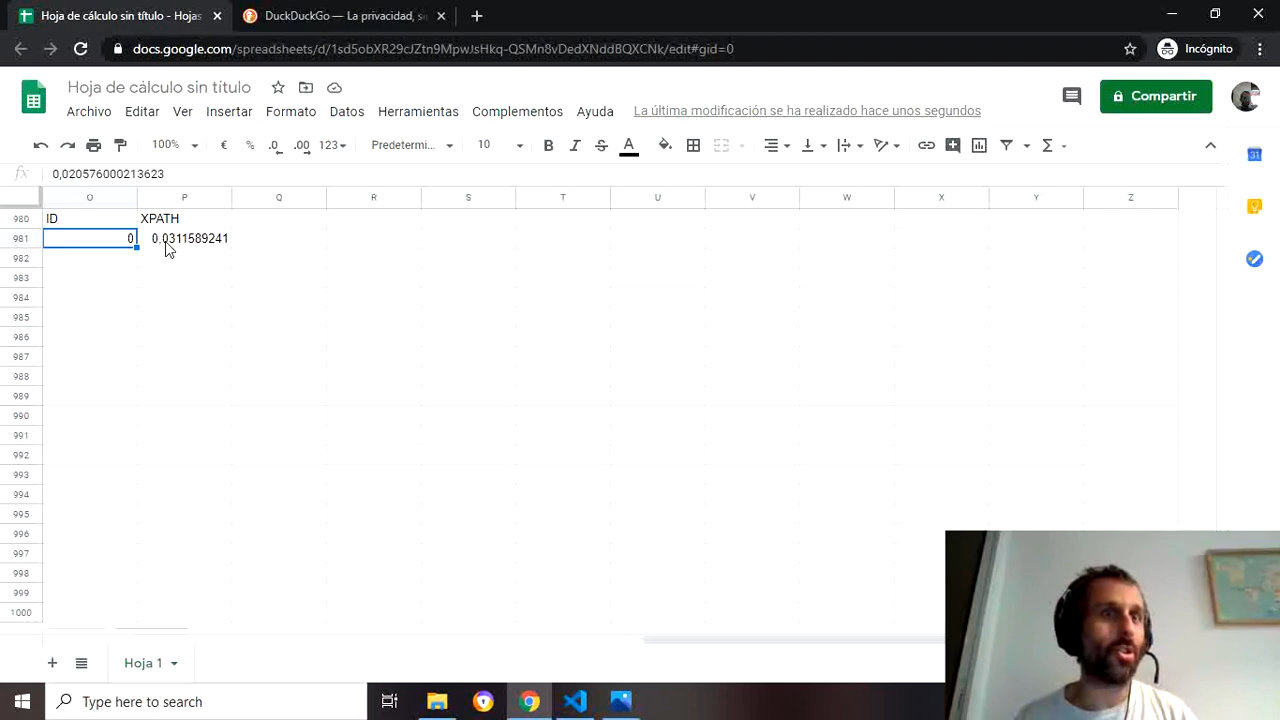 Hoja de cálculo sin título - Hojas
DuckDuckGo — La privacidad, s
docs.google.com/spreadsheets/d/1sd5obXR29cJZtn9MpwJsHkq-QSMn8vDedXNddBQXCNk/edit#gid=0
Incógnito
Hoja de cálculo sin título
Archivo Editar Ver Insertar Formato Datos Herramientas Complementos Ayuda La última modificación se ha realizado hace unos segundos
Compartir
100% € % .0 .00 123 Predetermi... 10 B I S A
fx 0,020576000213623
O P Q R S T U V W X Y Z
980 ID XPATH
981 0 0.0311589241
982
983
984
985
986
987
988
989
990
991
992
993
994
995
996
997
998
999
1000
Hoja 1
Type here to search
31